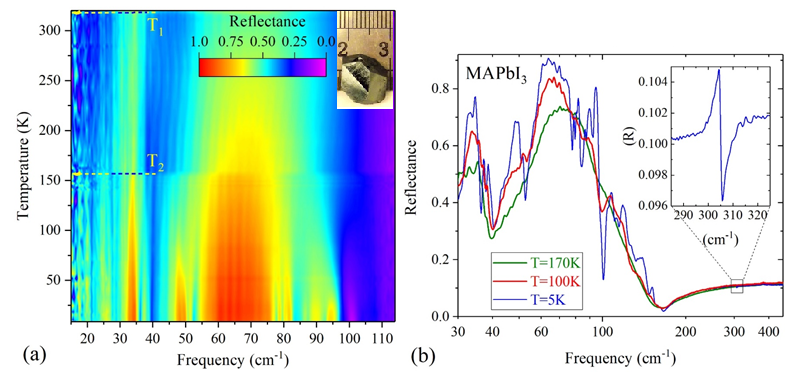 Reflectance
1.0 0.75 0.50 0.25 0.0
2 3
T1
T2
Temperature (K)
320
300
250
200
150
100
50
15 20 30 40 50 60 70 80 90 100 110
Frequency (cm-1)
(a)
MAPbI3
Reflectance
0.9
0.8
0.6
0.4
0.2
0.0
T=170K
T=100K
T=5K
(R)
0.104
0.102
0.100
0.098
0.096
290 300 310 320
(cm-1)
30 40 60 80 100 200 300 400
Frequency (cm-1)
(b)